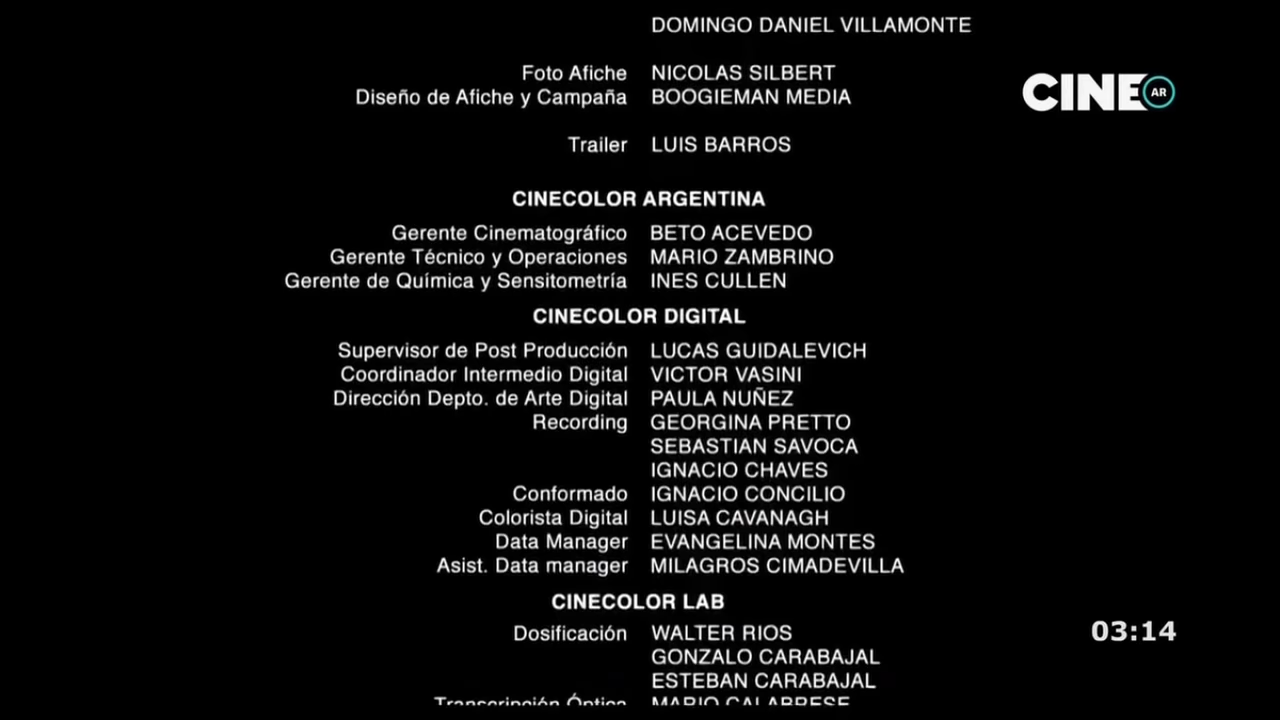 DOMINGO DANIEL VILLAMONTE
Foto Afiche NICOLAS SILBERT
Diseño de Afiche y Campaña BOOGIEMAN MEDIA
CINE AR
Trailer LUIS BARROS
CINECOLOR ARGENTINA
Gerente Cinematográfico BETO ACEVEDO
Gerente Técnico y Operaciones MARIO ZAMBRINO
Gerente de Química y Sensitometría INES CULLEN
CINECOLOR DIGITAL
Supervisor de Post Producción LUCAS GUIDALEVICH
Coordinador Intermedio Digital VICTOR VASINI
Dirección Depto. de Arte Digital PAULA NUÑEZ
Recording GEORGINA PRETTO
SEBASTIAN SAVOCA
IGNACIO CHAVES
Conformado IGNACIO CONCILIO
Colorista Digital LUISA CAVANAGH
Data Manager EVANGELINA MONTES
Asist. Data manager MILAGROS CIMADEVILLA
CINECOLOR LAB
Dosificación WALTER RIOS
03:14
GONZALO CARABAJAL
ESTEBAN CARABAJAL
Transcripción Óptica MARIO CALABRESE